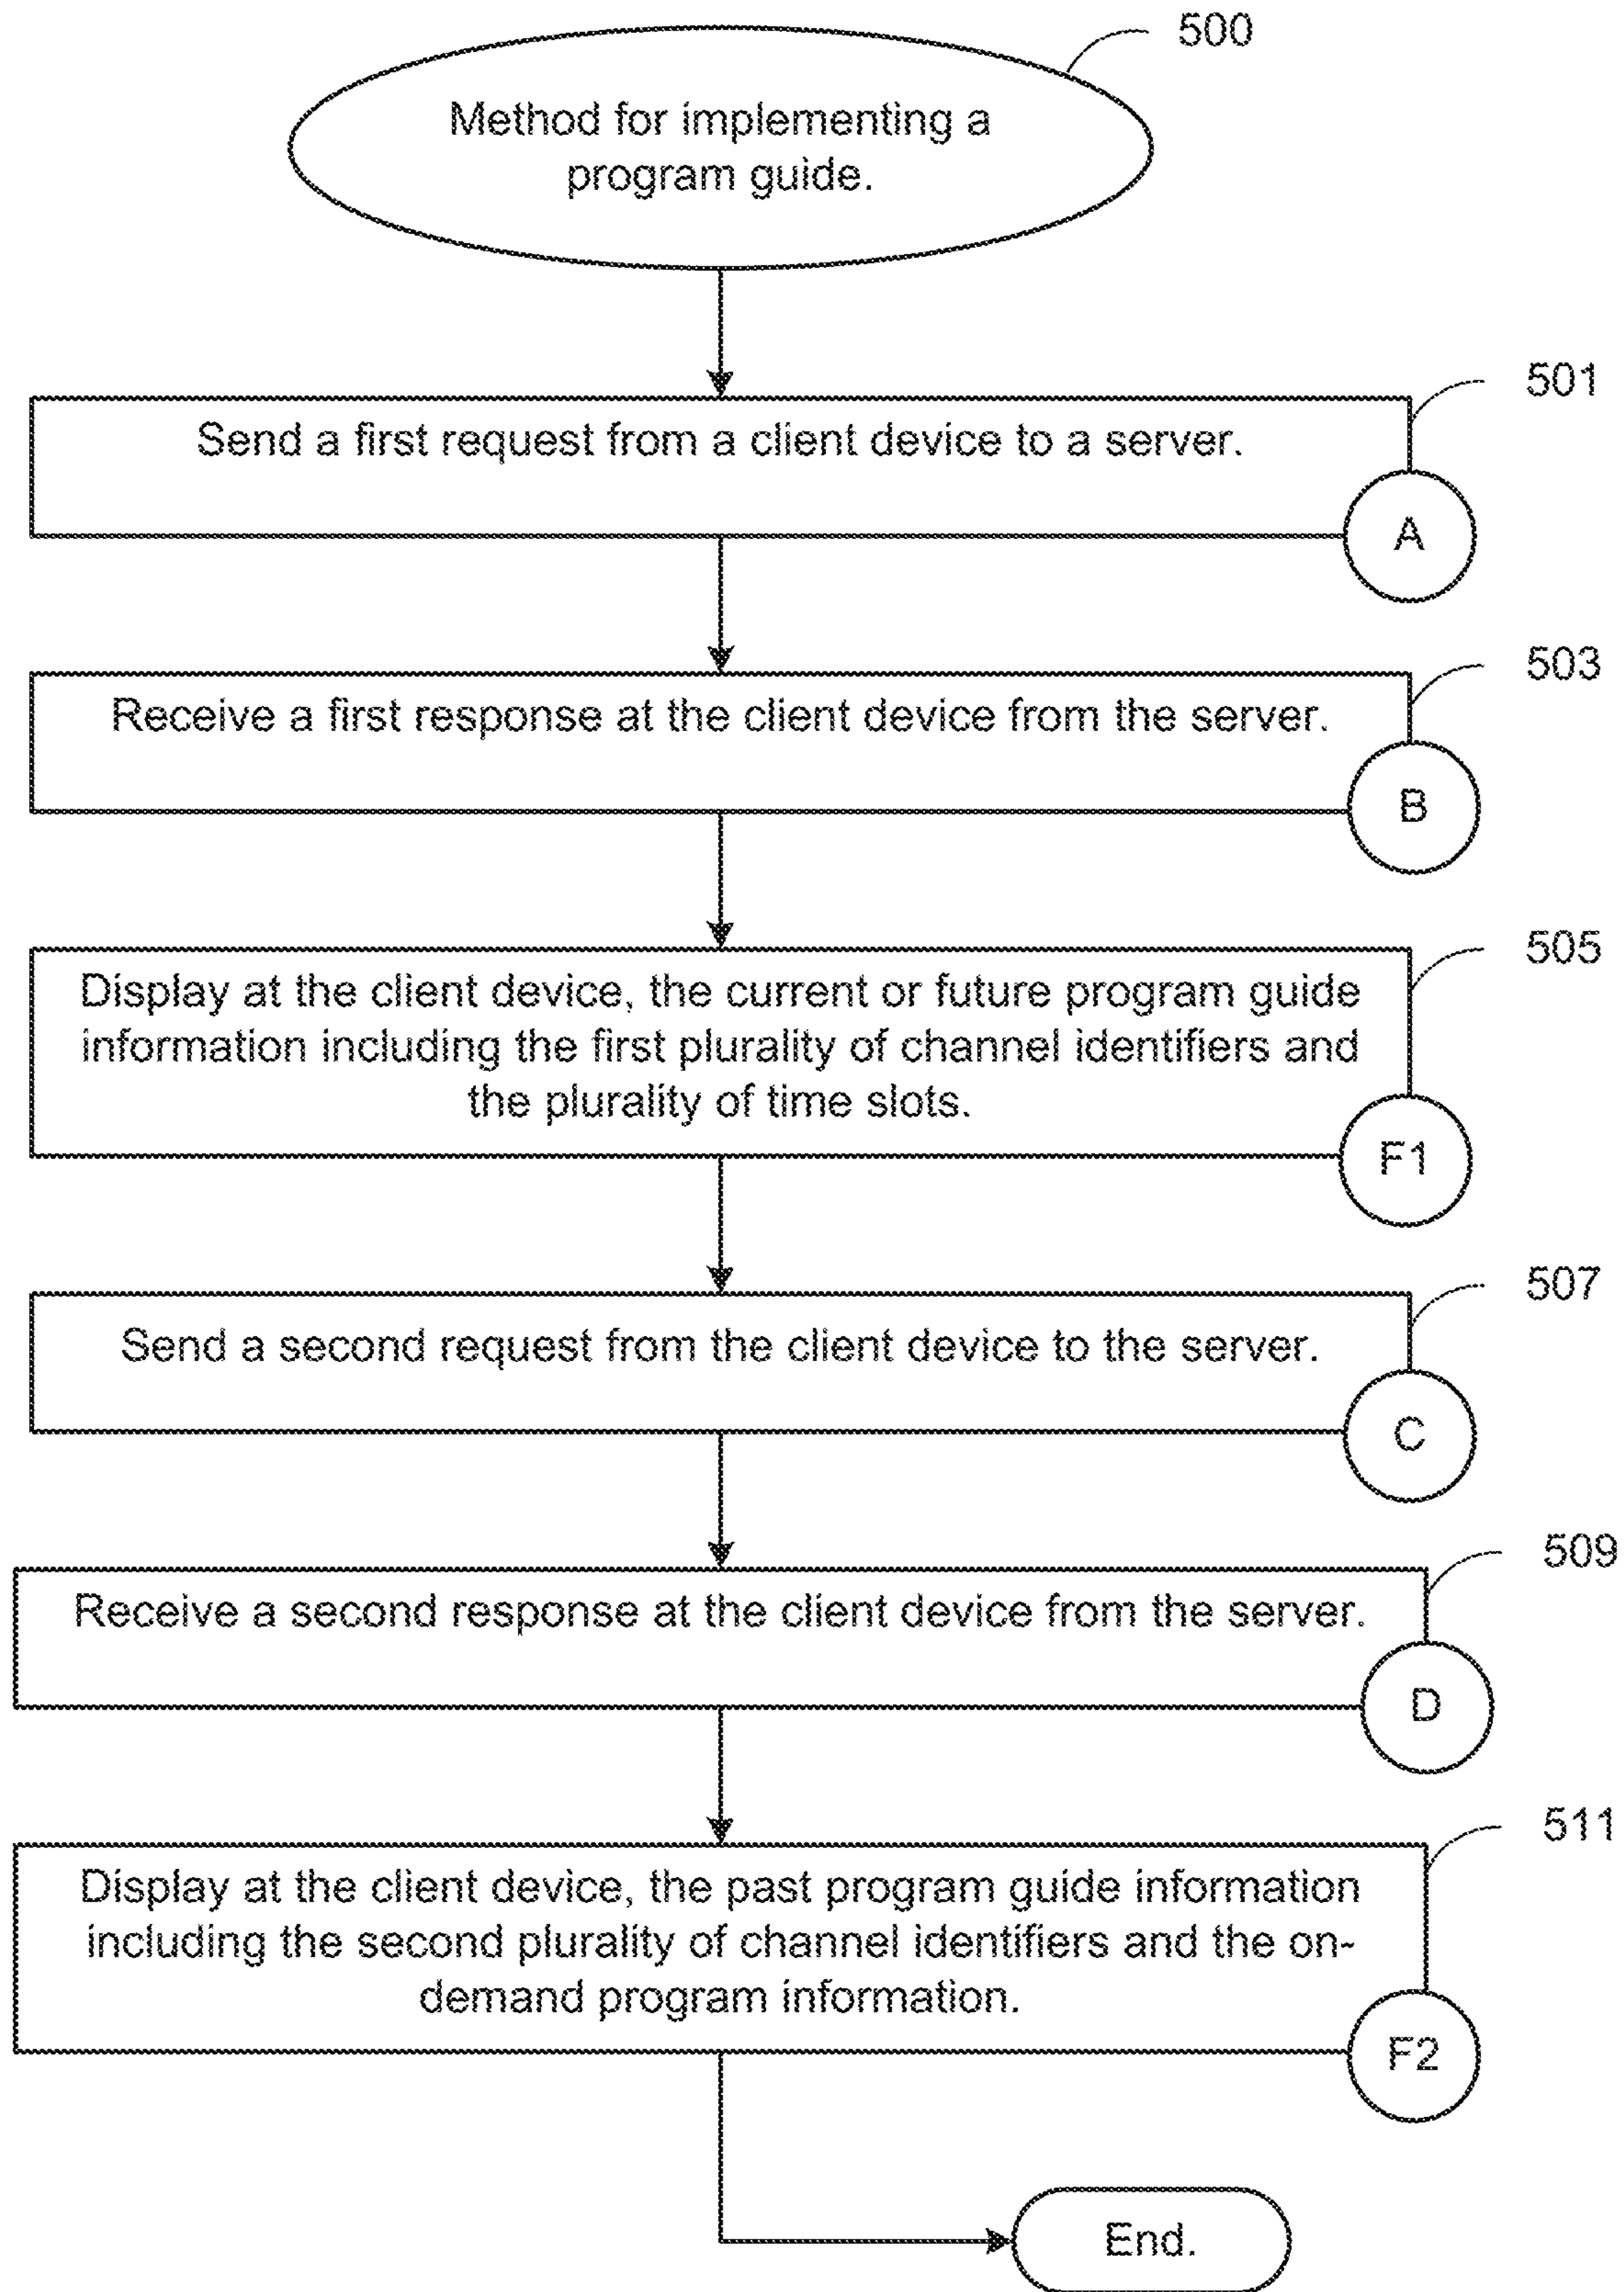 500
Method for implementing a
program guide.
501
Send a first request from a client device to a server.
A
503
Receive a first response at the client device from the server.
B
505
Display at the client device, the current or future program guide
information including the first plurality of channel identifiers and
the plurality of time slots.
F1
507
Send a second request from the client device to the server.
C
509
Receive a second response at the client device from the server.
D
511
Display at the client device, the past program guide information
including the second plurality of channel identifiers and the on-
demand program information.
F2
End.